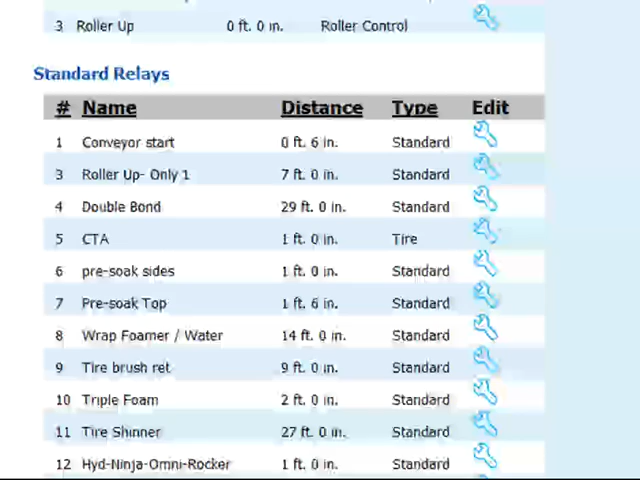 3 Roller Up 0 ft. 0 in. Roller Control
Standard Relays
# Name Distance Type Edit
1 Conveyor start 0 ft. 6 in. Standard
3 Roller Up- Only 1 7 ft. 0 in. Standard
4 Double Bond 29 ft. 0 in. Standard
5 CTA 1 ft. 0 in. Tire
6 pre-soak sides 1 ft. 0 in. Standard
7 Pre-soak Top 1 ft. 6 in. Standard
8 Wrap Foamer / Water 14 ft. 0 in. Standard
9 Tire brush ret 9 ft. 0 in. Standard
10 Triple Foam 2 ft. 0 in. Standard
11 Tire Shinner 27 ft. 0 in. Standard
12 Hyd-Ninja-Omni-Rocker 1 ft. 0 in. Standard